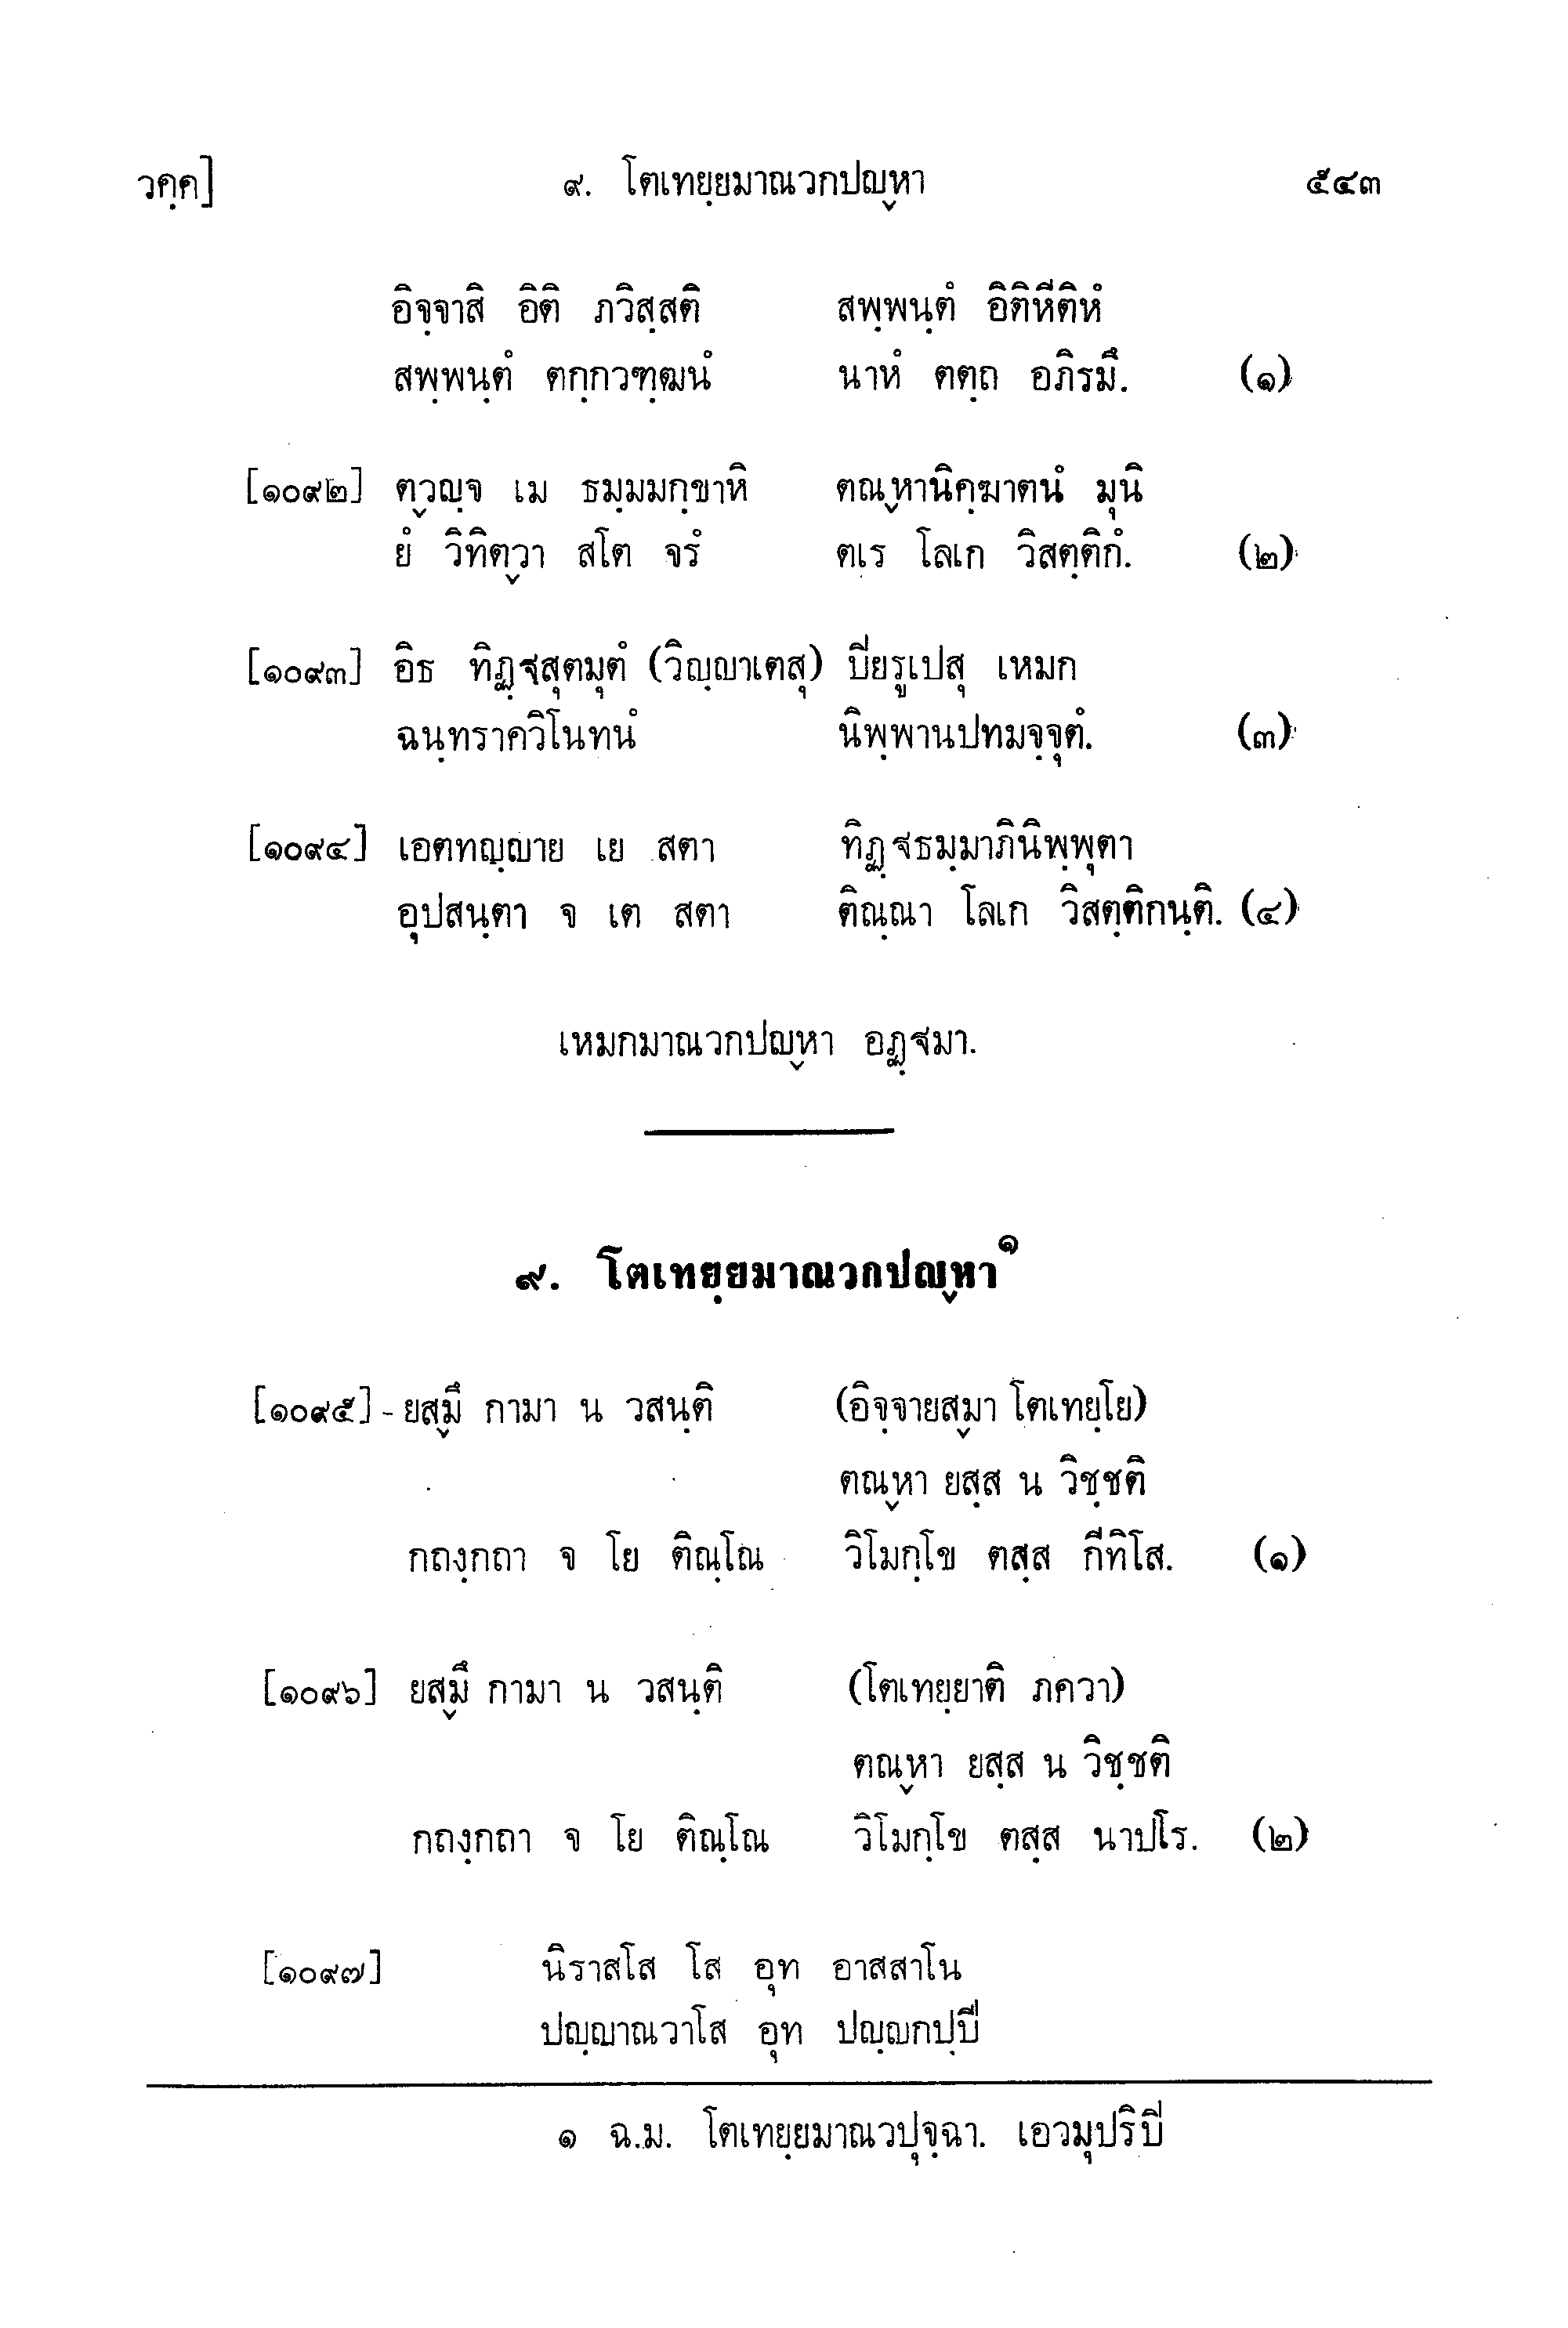 วคฺค] ๙. โตเทยฺยมาณวกปญฺหา ๕๔๓
อิจฺจาสิ อิติ ภวิสฺสติ สพฺพนฺตํ อิติหีติหํ
สพฺพนฺตํ ตกฺกวฑฺฒนํ นาหํ ตตฺถ อภิรมึ. (๑)
[๑๐๙๒] ตฺวญฺจ เม ธมฺมมกฺขาหิ ตณฺหานิคฺฆาตนํ มุนิ
ยํ วิทิตฺวา สโต จรํ ตเร โลเก วิสตฺติกํ. (๒)
[๑๐๙๓] อิธ ทิฏฺฐสุตมุตํ (วิญฺญาเตสุ) ปิยรูเปสุ เหมก
ฉนฺทราควิโนทนํ นิพฺพานปทมจฺจุตํ. (๓)
[๑๐๙๔] เอตทญฺญาย เย สตา ทิฏฺฐธมฺมาภินิพฺพุตา
อุปสนฺตา จ เต สตา ติณฺณา โลเก วิสตฺติกนฺติ. (๔)
เหมกมาณวกปญฺหา อฏฺฐมา.
๙. โตเทยฺยมาณวกปญฺหา๑
[๑๐๙๕] - ยสฺมึ กามา น วสนฺติ (อิจฺจายสฺมา โตเทยฺโย)
ตณฺหา ยสฺส น วิชฺชติ
กถงฺกถา จ โย ติณฺโณ วิโมกฺโข ตสฺส กีทิโส. (๑)
[๑๐๙๖] ยสฺมึ กามา น วสนฺติ (โตเทยฺยาติ ภควา)
ตณฺหา ยสฺส น วิชฺชติ
กถงฺกถา จ โย ติณฺโณ วิโมกฺโข ตสฺส นาปโร. (๒)
[๑๐๙๗] นิราสโส โส อุท อาสสาโน
ปญฺญาณวาโส อุท ปญฺญกปฺปี
๑ ฉ.ม. โตเทยฺยมาณวปุจฺฉา. เอวมุปริปิ